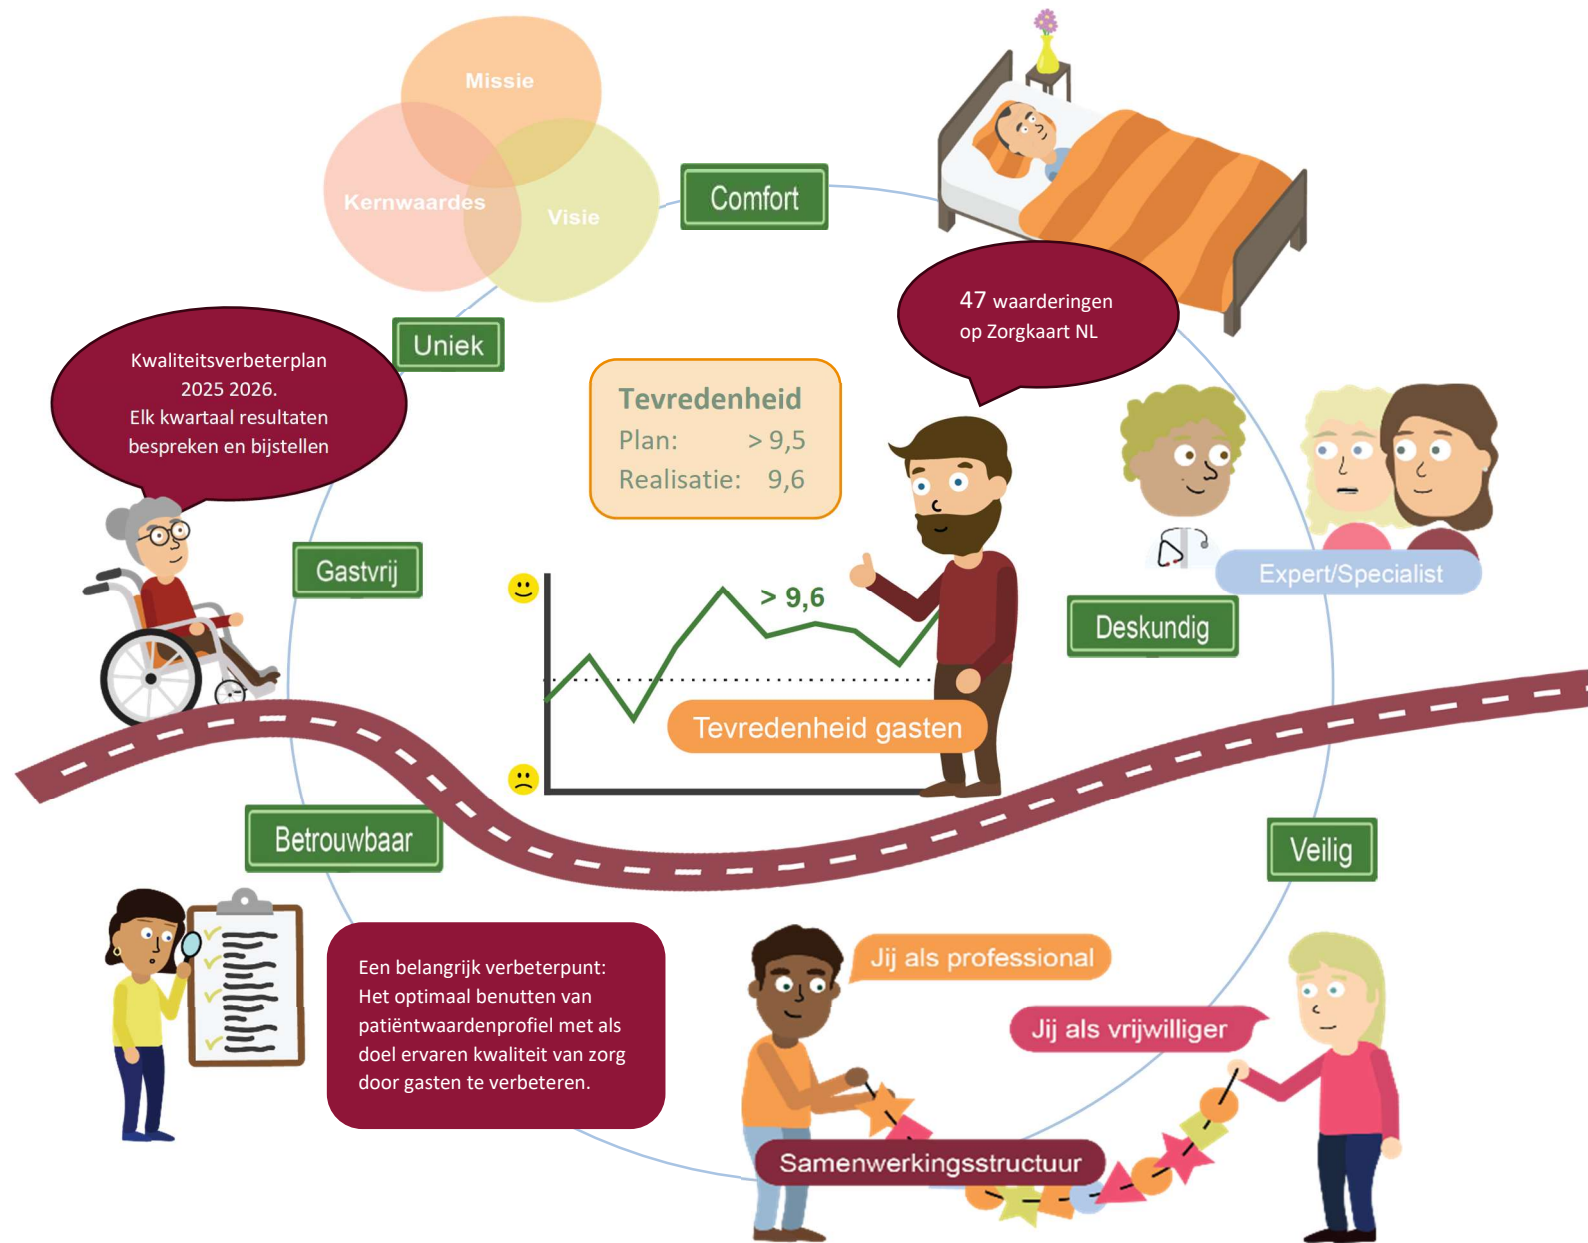 Missie
Kernwaardes
Visie
Comfort
Uniek
47 waarderingen
op Zorgkaart NL
Kwaliteitsverbeterplan
2025 2026.
Elk kwartaal resultaten
bespreken en bijstellen
Tevredenheid
Plan: > 9,5
Realisatie: 9,6
Expert/Specialist
Gastvrij
> 9,6
Deskundig
Tevredenheid gasten
Betrouwbaar
Veilig
Een belangrijk verbeterpunt:
Het optimaal benutten van
patiëntwaardenprofiel met als
doel ervaren kwaliteit van zorg
door gasten te verbeteren.
Jij als professional
Jij als vrijwilliger
Samenwerkingsstructuur